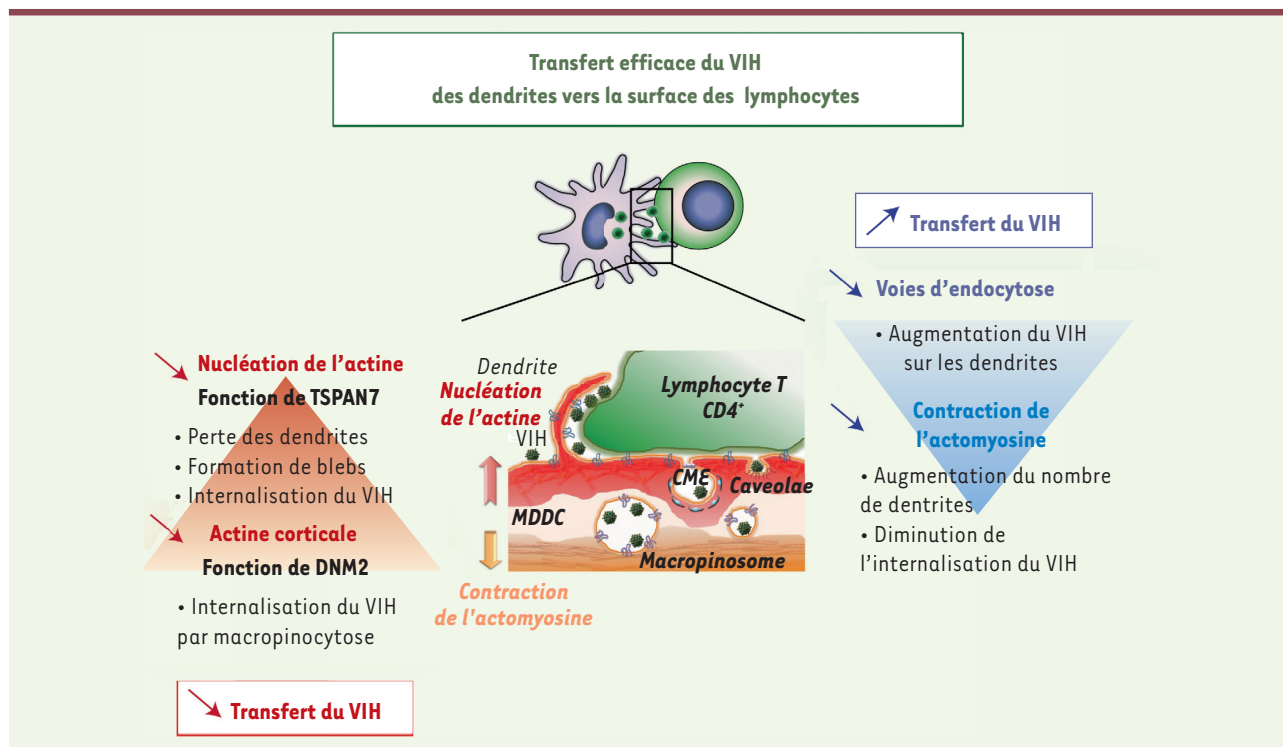 Transfert efficace du VIH
des dendrites vers la surface des lymphocytes
Transfert du VIH
Voies d'endocytose
• Augmentation du VIH
sur les dendrites
Contraction de
l'actomyosine
• Augmentation du nombre
de dentrites
• Diminution de
l'internalisation du VIH
Nucléation de l'actine
Fonction de TSPAN7
• Perte des dendrites
• Formation de blebs
• Internalisation du VIH
Actine corticale
Fonction de DNM2
• Internalisation du VIH
par macropinocytose
Transfert du VIH
Dendrite
Nucléation
de l'actine
VIH
Lymphocyte T
CD4⁺
CME
Caveolae
MDDC
Macropinosome
Contraction
de l'actomyosine